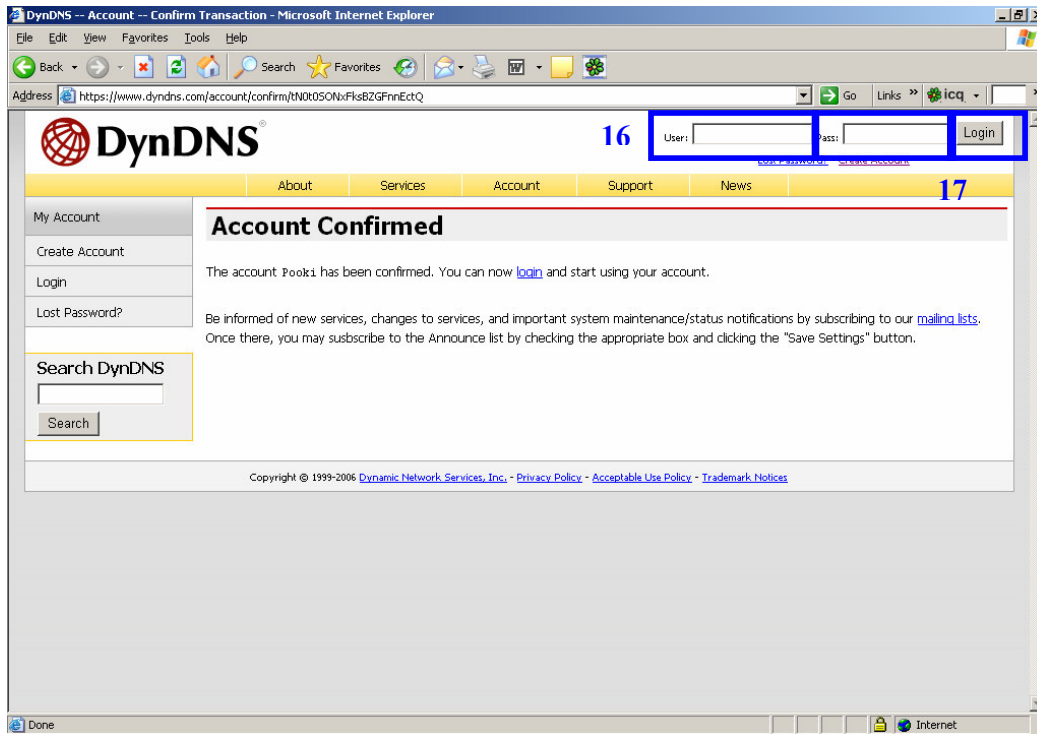 DynDNS -- Account -- Confirm Transaction - Microsoft Internet Explorer
File Edit View Favorites Tools Help
Back Search Favorites
Address https://www.dyndns.com/account/confirm/tN0t0SONxFksBZGFnnEctQ Go Links » icq
DynDNS®
16 User: Pass: Login
Lost Password? Create Account
About Services Account Support News
17
My Account
Create Account
Login
Lost Password?
Search DynDNS
Search
Account Confirmed
The account Pooki has been confirmed. You can now login and start using your account.
Be informed of new services, changes to services, and important system maintenance/status notifications by subscribing to our mailing lists.
Once there, you may susbscribe to the Announce list by checking the appropriate box and clicking the "Save Settings" button.
Copyright © 1999-2006 Dynamic Network Services, Inc. - Privacy Policy - Acceptable Use Policy - Trademark Notices
Done Internet